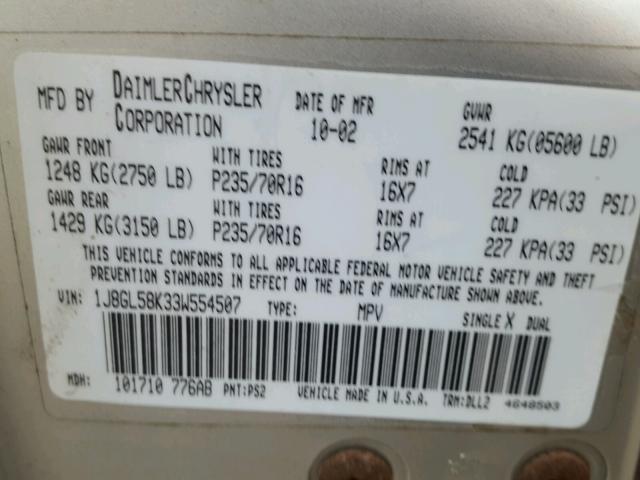 MFD BY DAIMLERCHRYSLER CORPORATION DATE OF MFR 10-02 GVWR 2541 KG(05600 LB)
GAWR FRONT WITH TIRES RIMS AT COLD
1248 KG(2750 LB) P235/70R16 16X7 227 KPA(33 PSI)
GAWR REAR WITH TIRES RIMS AT COLD
1429 KG(3150 LB) P235/70R16 16X7 227 KPA(33 PSI)
THIS VEHICLE CONFORMS TO ALL APPLICABLE FEDERAL MOTOR VEHICLE SAFETY AND THEFT
PREVENTION STANDARDS IN EFFECT ON THE DATE OF MANUFACTURE SHOWN ABOVE.
VIN: 1J8GL58K33W554507 TYPE: MPV SINGLE X DUAL
MDH: 101710 776AB PNT:PS2 VEHICLE MADE IN U.S.A. TRM:DLL2 4648503